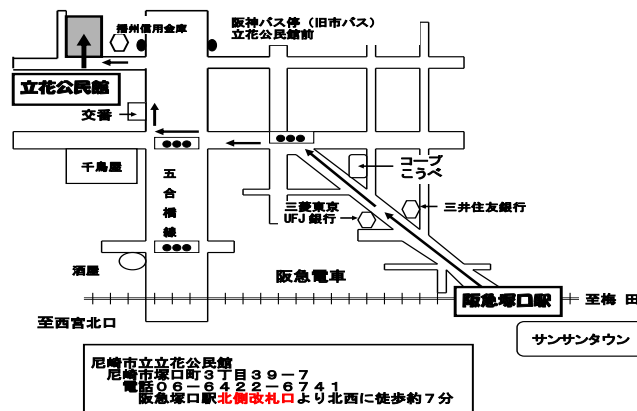 播州信用金庫
阪神バス停（旧市バス）
立花公民館前
立花公民館
交番
千鳥屋
五合橋線
コープ
こうべ
三菱東京
UFJ 銀行
三井住友銀行
酒屋
阪急電車
阪急塚口駅
至梅 田
至西宮北口
サンサンタウン
尼崎市立立花公民館
尼崎市塚口町３丁目３９－７
電話０６－６４２２－６７４１
阪急塚口駅北側改札口より北西に徒歩約７分